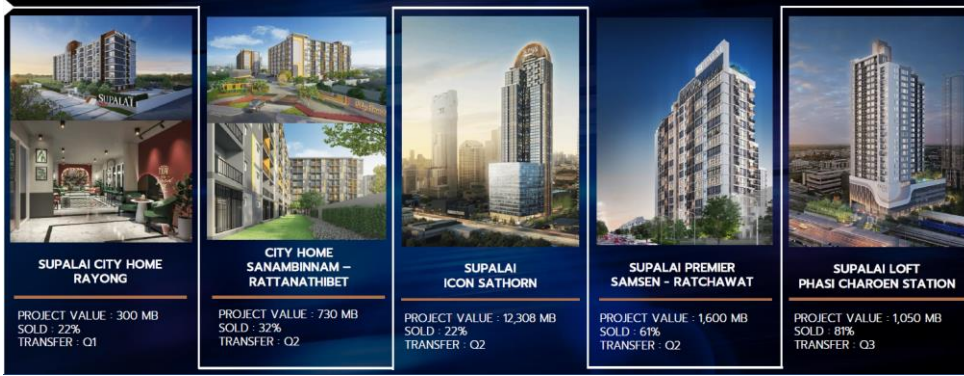 SUPALAI
SUPALAI CITY HOME
RAYONG
PROJECT VALUE : 300 MB
SOLD : 22%
TRANSFER : Q1
CITY HOME
SANAMBINNAM –
RATTANATHIBET
PROJECT VALUE : 730 MB
SOLD : 32%
TRANSFER : Q2
SUPALAI
ICON SATHORN
PROJECT VALUE : 12,308 MB
SOLD : 22%
TRANSFER : Q2
SUPALAI PREMIER
SAMSEN - RATCHAWAT
PROJECT VALUE : 1,600 MB
SOLD : 61%
TRANSFER : Q2
SUPALAI LOFT
PHASI CHAROEN STATION
PROJECT VALUE : 1,050 MB
SOLD : 81%
TRANSFER : Q3